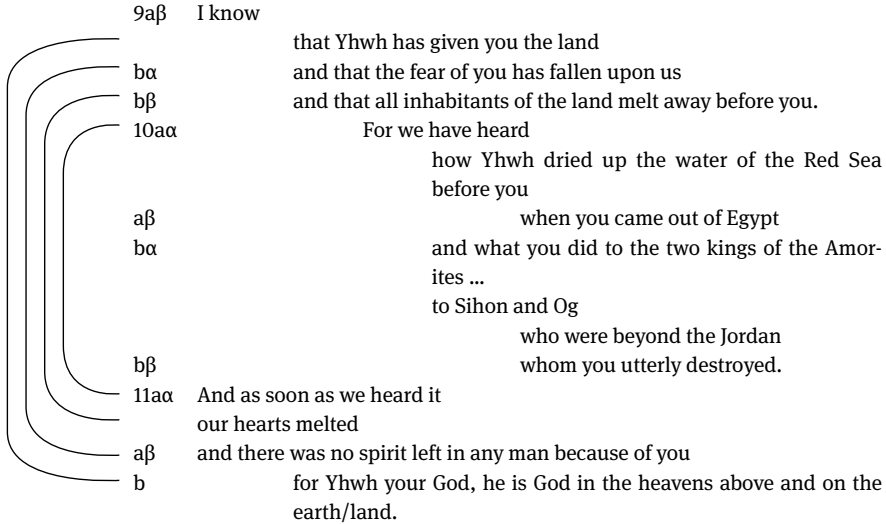 9aβ I know
that Yhwh has given you the land
bα and that the fear of you has fallen upon us
bβ and that all inhabitants of the land melt away before you.
10aα For we have heard
how Yhwh dried up the water of the Red Sea
before you
aβ when you came out of Egypt
bα and what you did to the two kings of the Amor-
ites ...
to Sihon and Og
who were beyond the Jordan
bβ whom you utterly destroyed.
11aα And as soon as we heard it
our hearts melted
aβ and there was no spirit left in any man because of you
b for Yhwh your God, he is God in the heavens above and on the
earth/land.